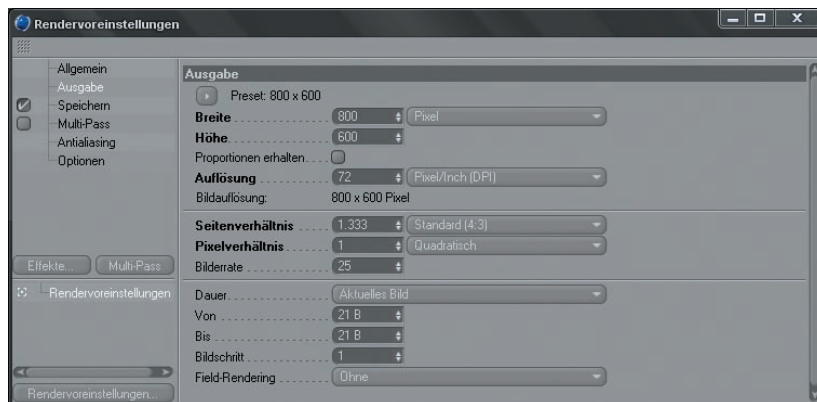 Rendervoreinstellungen
Allgemein
Ausgabe
Speichern
Multi-Pass
Antialiasing
Optionen
Effekte... Multi-Pass
Rendervoreinstellungen
Rendervoreinstellungen...
Ausgabe
Preset: 800 x 600
Breite 800 Pixel
Höhe 600
Proportionen erhalten
Auflösung 72 Pixel/Inch (DPI)
Bildauflösung: 800 x 600 Pixel
Seitenverhältnis 1.333 Standard (4:3)
Pixelverhältnis 1 Quadratisch
Bilderrate 25
Dauer Aktuelles Bild
Von 21 B
Bis 21 B
Bildschritt 1
Field-Rendering Ohne